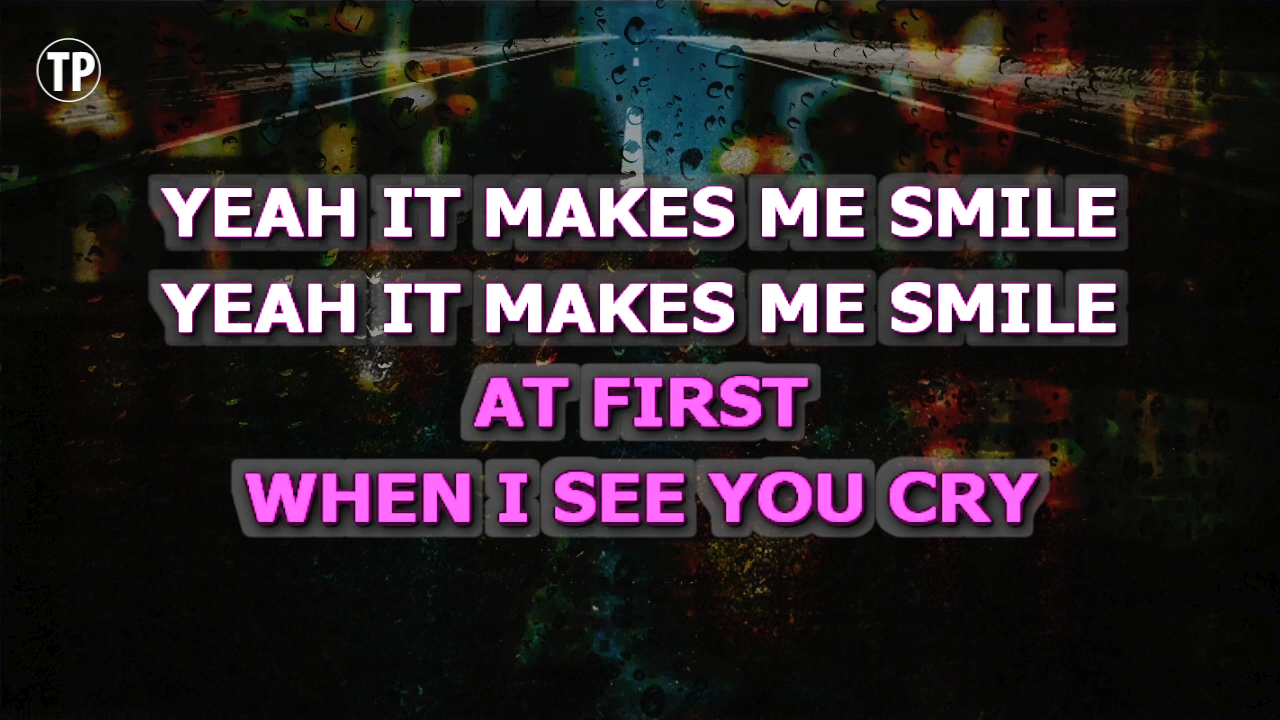 TP
YEAH IT MAKES ME SMILE
YEAH IT MAKES ME SMILE
AT FIRST
WHEN I SEE YOU CRY